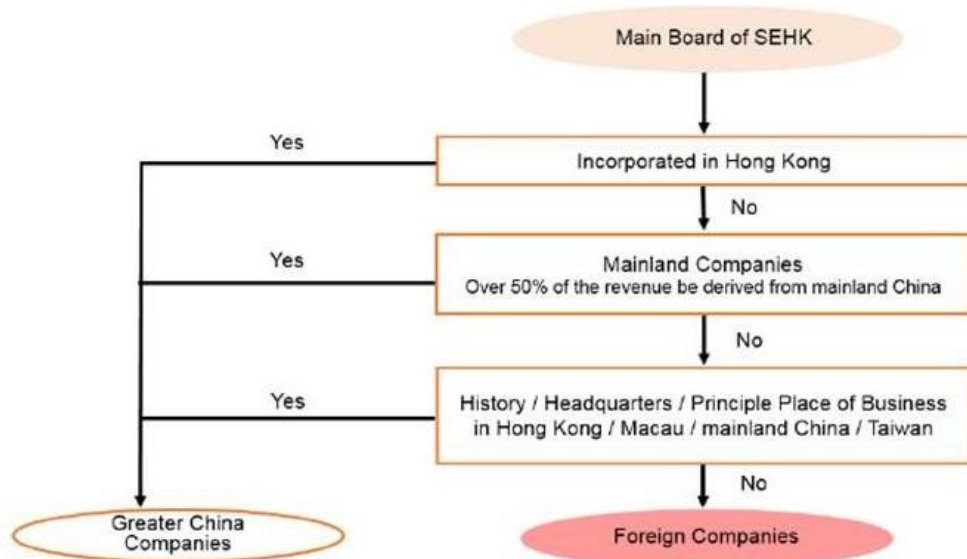 Main Board of SEHK
Yes
Incorporated in Hong Kong
No
Yes
Mainland Companies
Over 50% of the revenue be derived from mainland China
No
Yes
History / Headquarters / Principle Place of Business
in Hong Kong / Macau / mainland China / Taiwan
No
Greater China
Companies
Foreign Companies